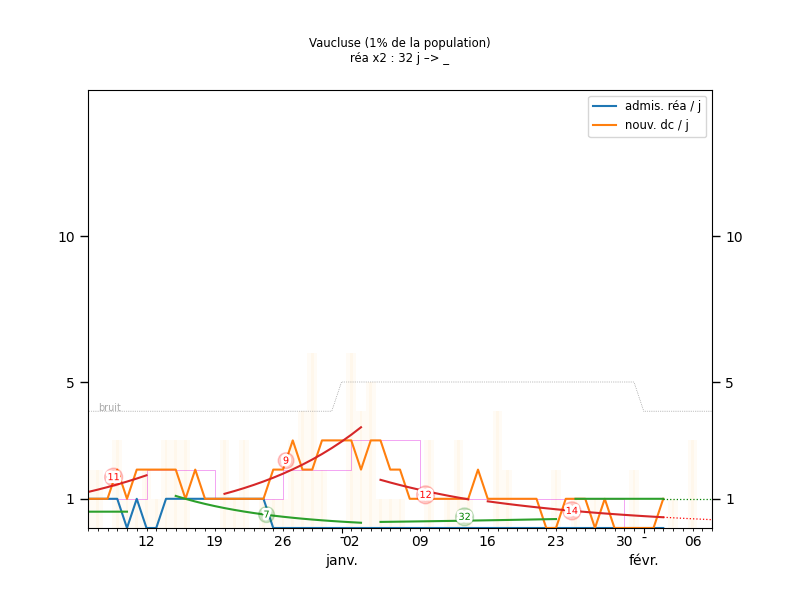 Vaucluse (1% de la population)
réa x2 : 32 j –> _
admis. réa / j
nouv. dc / j
10 10
5 5
bruit
11 9 12 14
7 32
1 1
12 19 26 02 09 16 23 30 06
janv. févr.